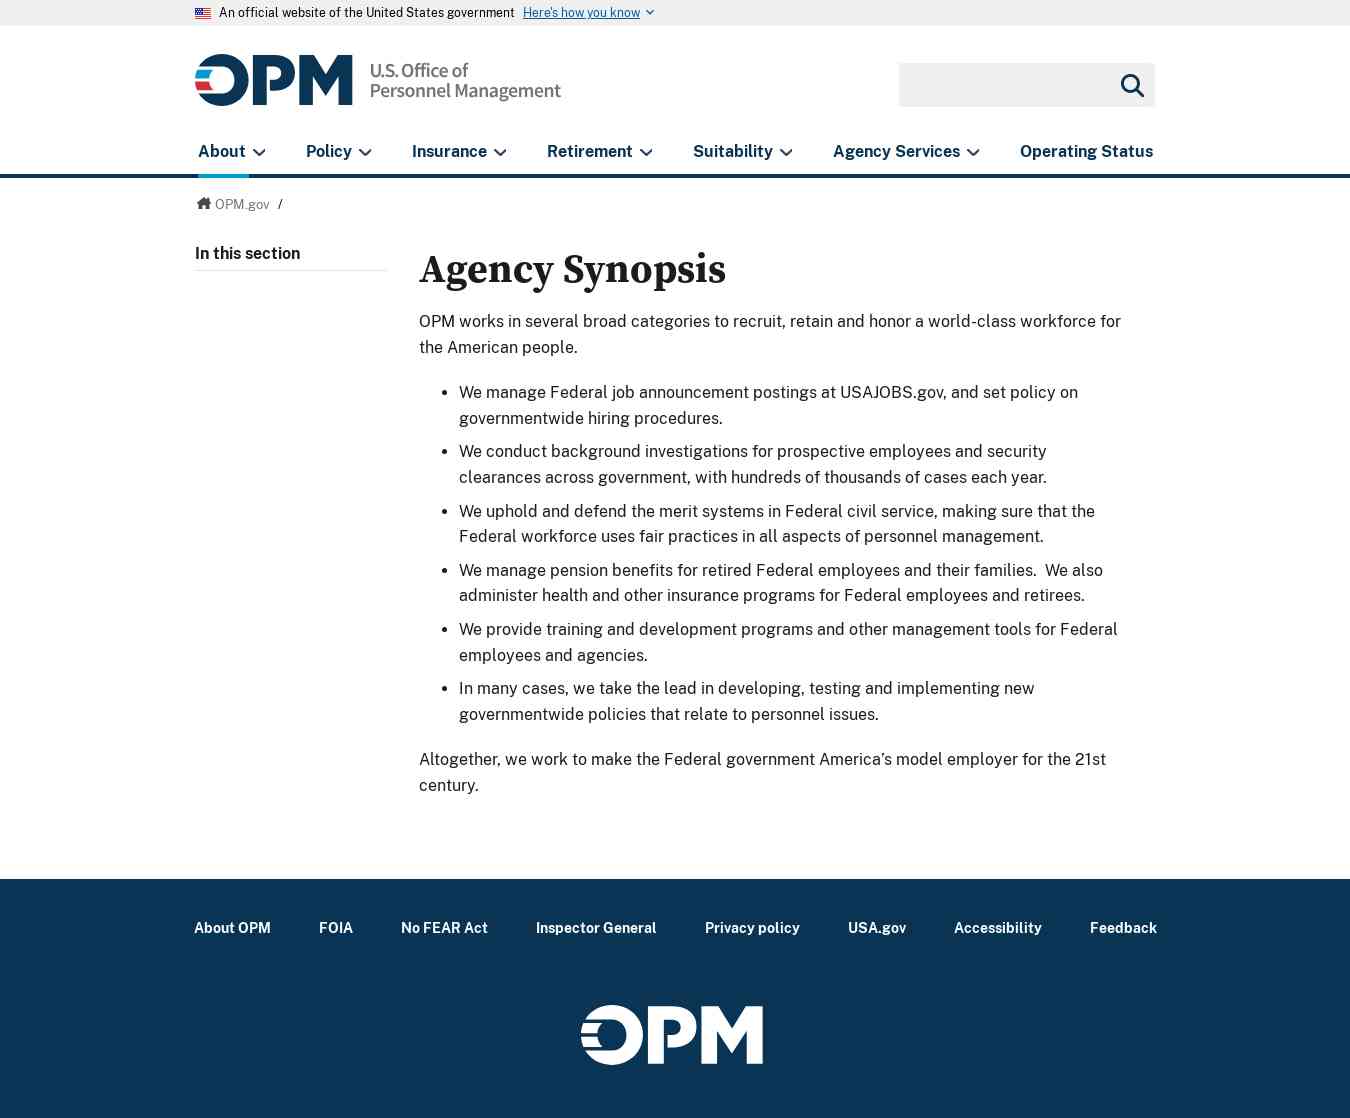 An official website of the United States government Here's how you know
OPM U.S. Office of
Personnel Management
About Policy Insurance Retirement Suitability Agency Services Operating Status
OPM.gov /
In this section
Agency Synopsis
OPM works in several broad categories to recruit, retain and honor a world-class workforce for
the American people.
• We manage Federal job announcement postings at USAJOBS.gov, and set policy on
governmentwide hiring procedures.
• We conduct background investigations for prospective employees and security
clearances across government, with hundreds of thousands of cases each year.
• We uphold and defend the merit systems in Federal civil service, making sure that the
Federal workforce uses fair practices in all aspects of personnel management.
• We manage pension benefits for retired Federal employees and their families.  We also
administer health and other insurance programs for Federal employees and retirees.
• We provide training and development programs and other management tools for Federal
employees and agencies.
• In many cases, we take the lead in developing, testing and implementing new
governmentwide policies that relate to personnel issues.
Altogether, we work to make the Federal government America’s model employer for the 21st
century.
About OPM FOIA No FEAR Act Inspector General Privacy policy USA.gov Accessibility Feedback
OPM